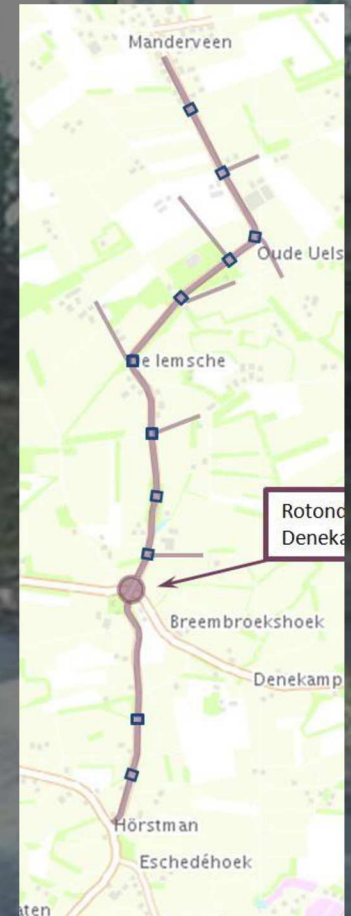 Manderveen
Oude Uels
e lemsche
Rotond
Deneka
Breembroekshoek
Denekamp
Hörstman
Eschedéhoek
aten